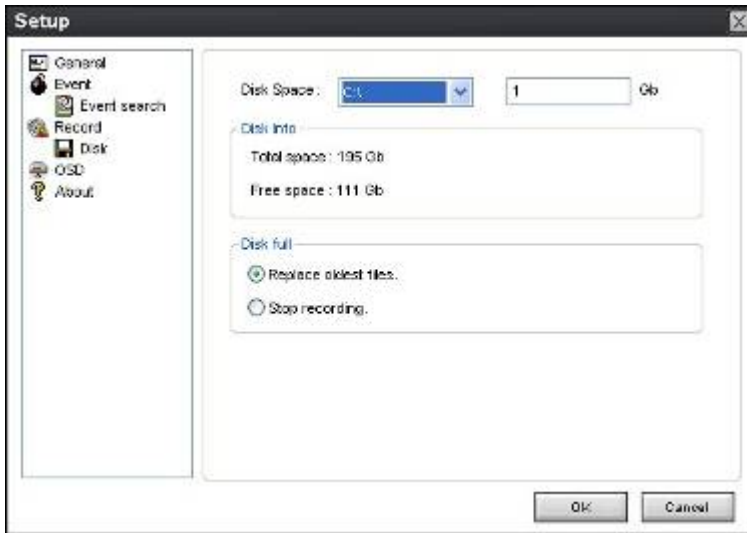 Setup
General
Event
Event search
Record
Disk
OSD
About
Disk Space : C:\ 1 Gb
Disk Info
Total space : 195 Gb
Free space : 111 Gb
Disk full
Replace oldest files.
Stop recording.
OK Cancel